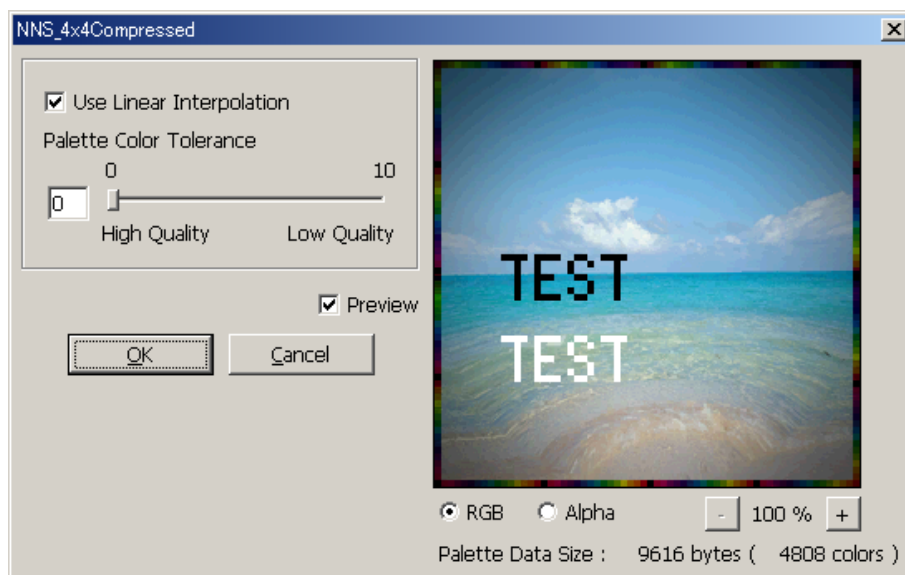 NNS_4x4Compressed
Use Linear Interpolation
Palette Color Tolerance
0 10
0
High Quality Low Quality
Preview
OK Cancel
TEST
TEST
RGB Alpha - 100 % +
Palette Data Size : 9616 bytes ( 4808 colors )